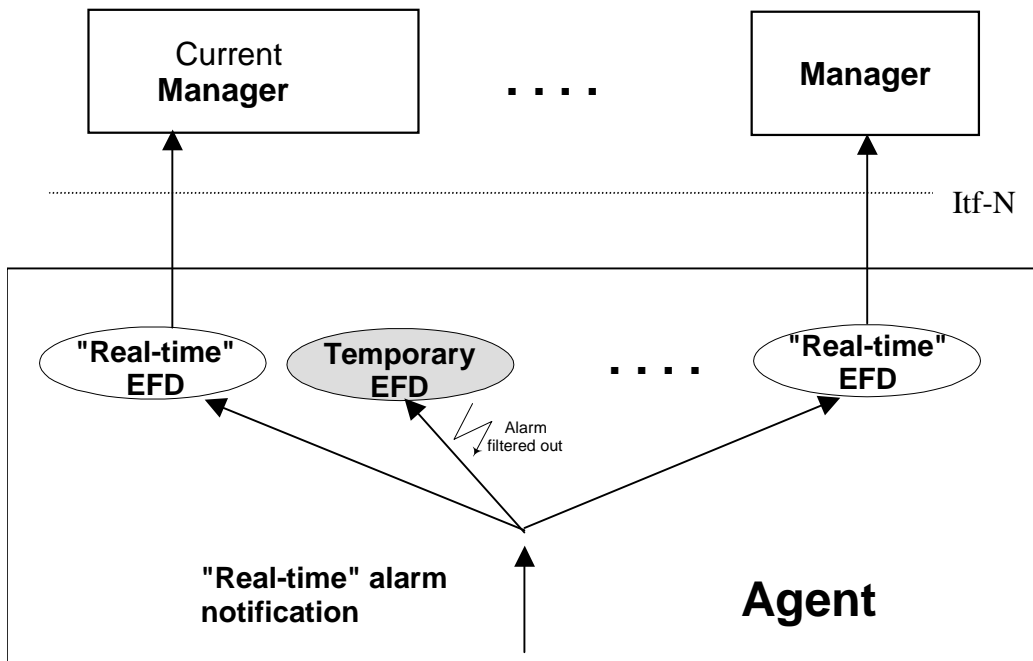 Current
Manager
. . . .
Manager
Itf-N
"Real-time"
EFD
Temporary
EFD
. . . .
"Real-time"
EFD
Alarm
filtered out
"Real-time" alarm
notification
Agent